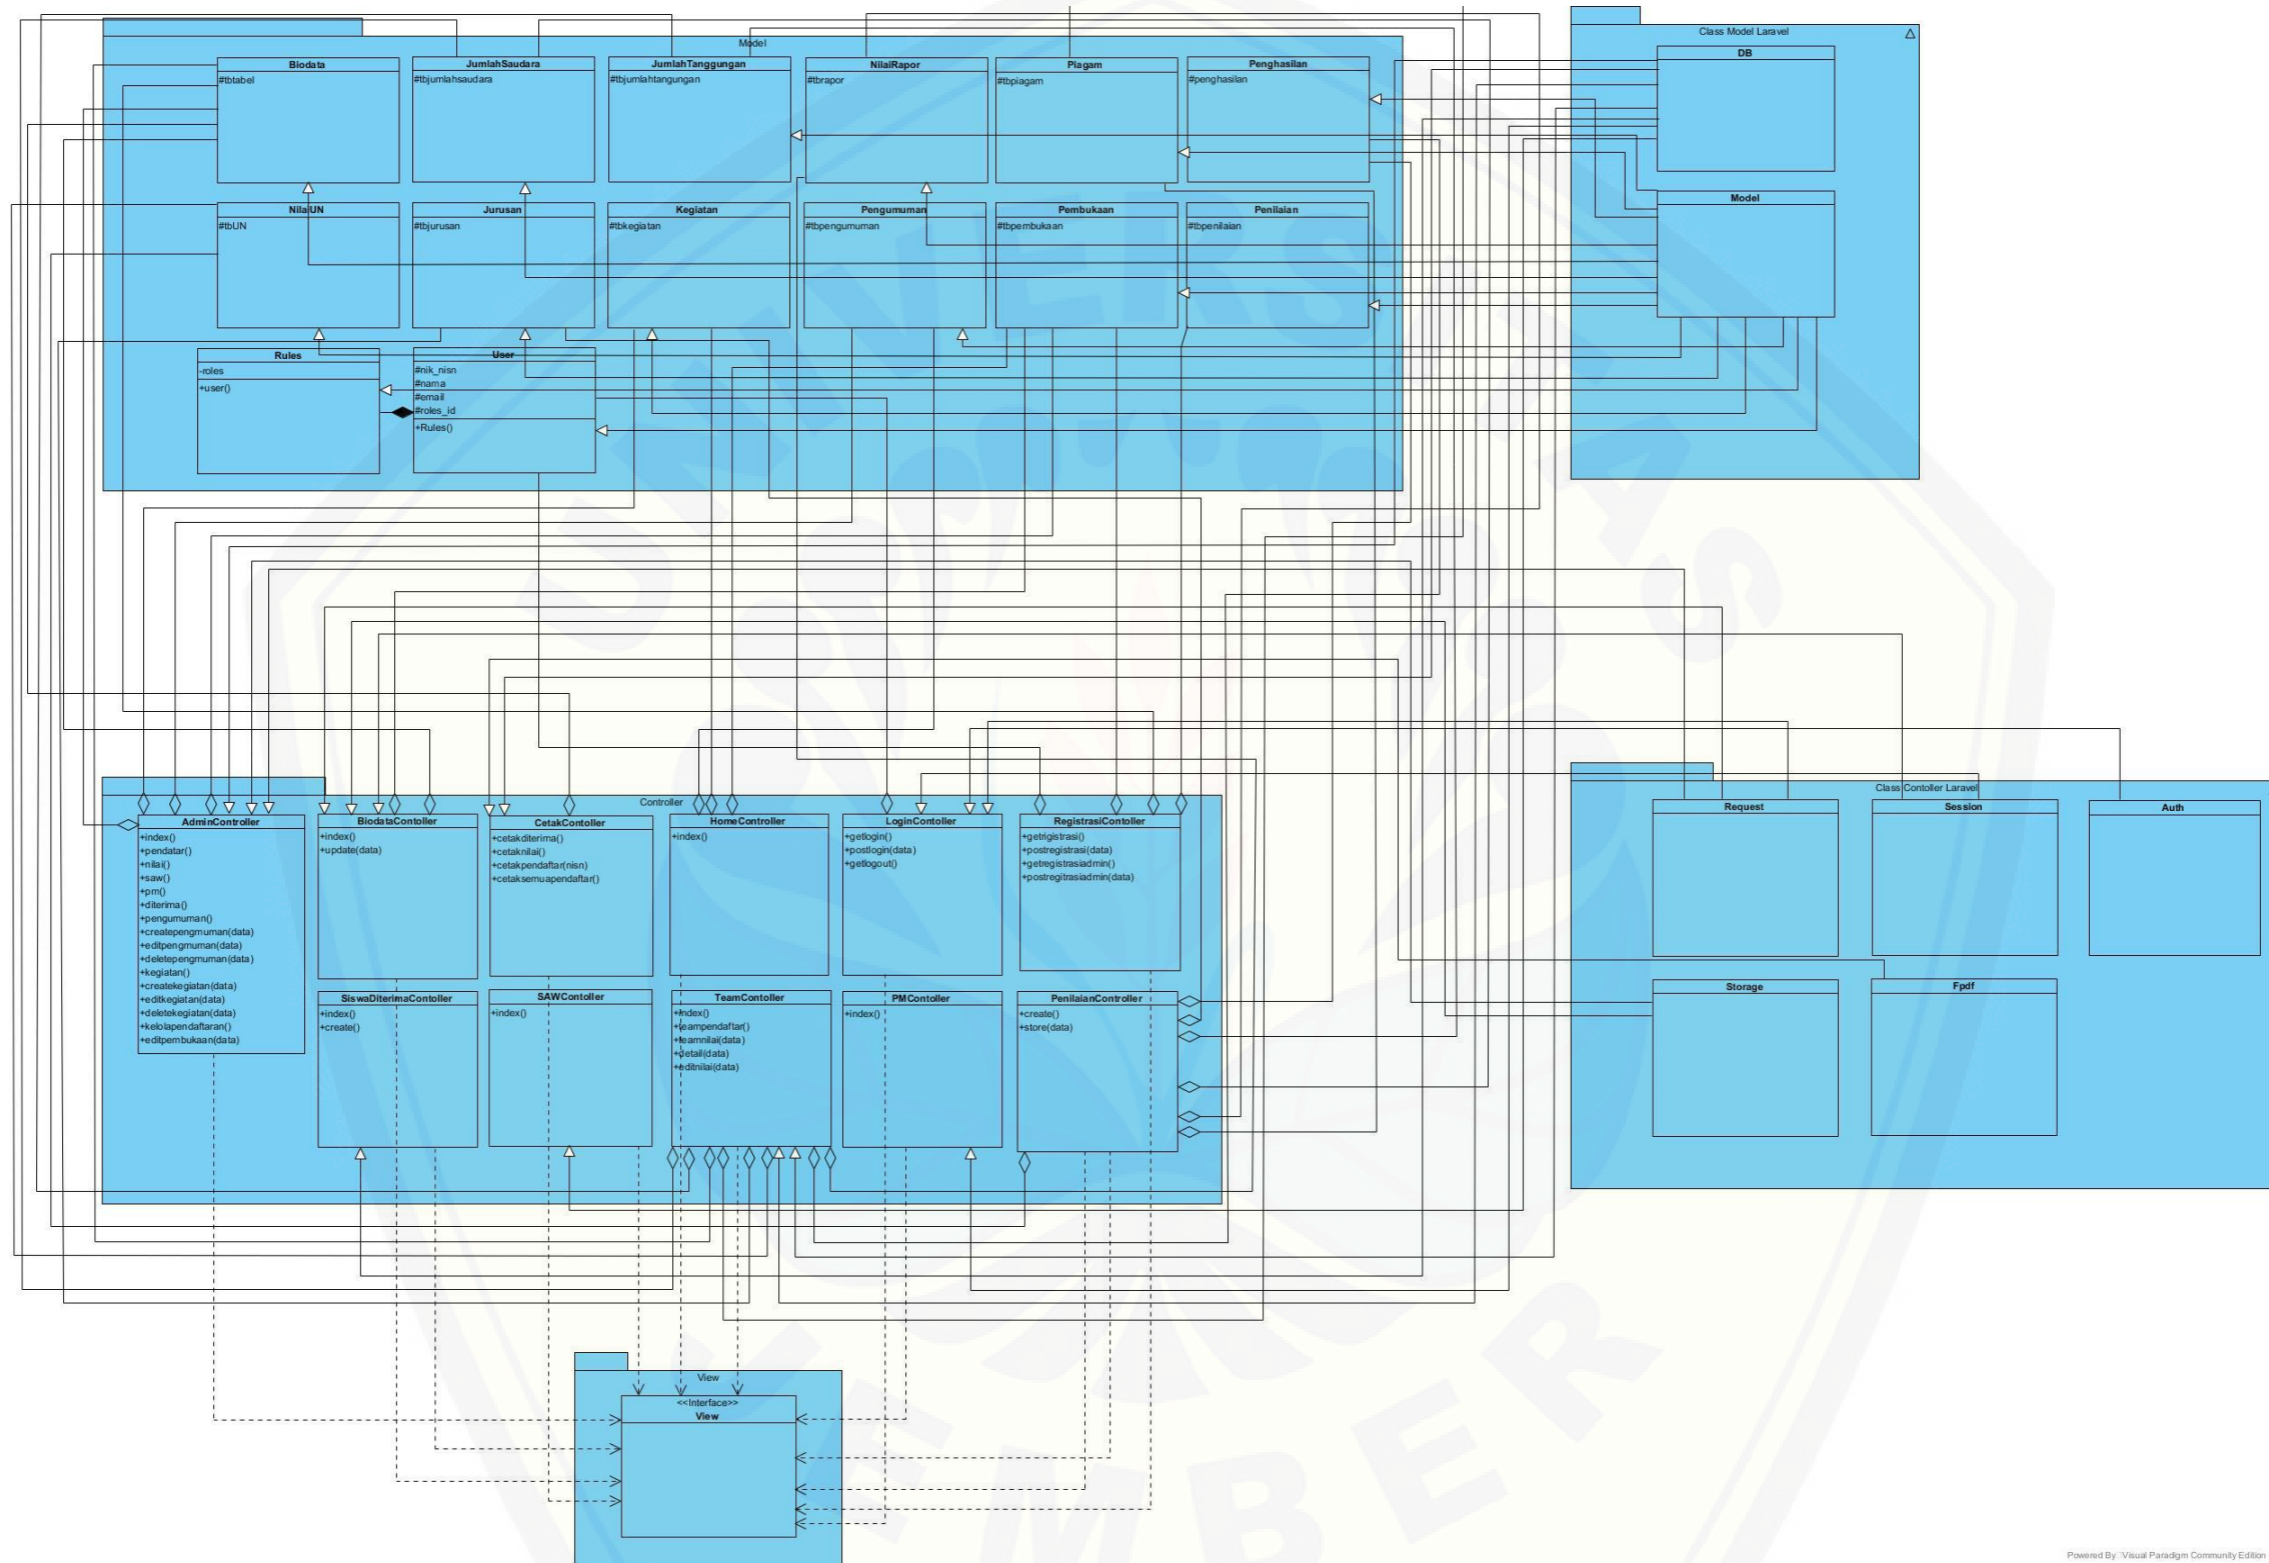 Model
Biodata
#tbtabel
JumlahSaudara
#tbjumlahsaudara
JumlahTanggungan
#tbjumlahtangungan
NilaiRapor
#tbrapor
Piagam
#tbpiagam
Penghasilan
#penghasilan
NilaiUN
#tbUN
Jurusan
#tbjurusan
Kegiatan
#tbkegiatan
Pengumuman
#tbpengumuman
Pembukaan
#tbpembukaan
Penilaian
#tbpenilaian
Rules
-roles
+user()
User
#nik_nisn
#nama
#email
#roles_id
+Rules()
Class Model Laravel
DB
Model
Controller
AdminController
+index()
+pendatar()
+nilai()
+saw()
+pm()
+diterima()
+pengumuman()
+createpengmuman(data)
+editpengmuman(data)
+deletepengmuman(data)
+kegiatan()
+createkegiatan(data)
+editkegiatan(data)
+deletekegiatan(data)
+kelolapendaftaran()
+editpembukaan(data)
BiodataContoller
+index()
+update(data)
CetakContoller
+cetakditerima()
+cetaknilai()
+cetakpendaftar(nisn)
+cetaksemuapendaftar()
HomeController
+index()
LoginController
+getlogin()
+postlogin(data)
+getlogout()
RegistrasiContoller
+getrigistrasi()
+postregistrasi(data)
+getregistrasiadmin()
+postregitrasiadmin(data)
SiswaDiterimaContoller
+index()
+create()
SAWContoller
+index()
TeamContoller
+index()
+teampendaftar()
+teamnilai(data)
+detail(data)
+editnilai(data)
PMContoller
+index()
PenilaianController
+create()
+store(data)
Class Contoller Laravel
Request
Session
Auth
Storage
Fpdf
View
<<Interface>>
View
UNIVERSITAS
JEMBER
Powered By Visual Paradigm Community Edition